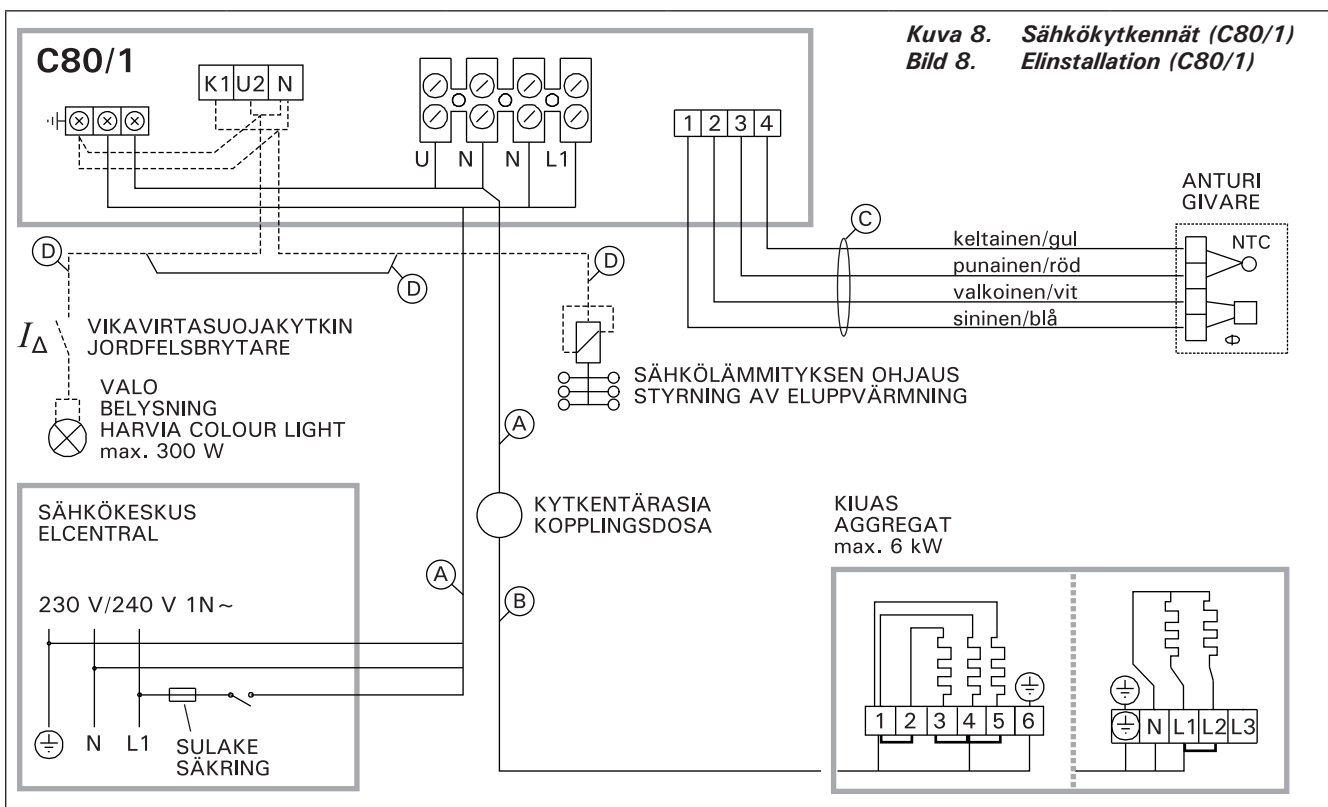 Kuva 8. Sähkökytkennät (C80/1)
Bild 8. Elinstallation (C80/1)
C80/1
K1 U2 N
U N N L1
1 2 3 4
ANTURI
GIVARE
C
keltainen/gul
punainen/röd
valkoinen/vit
sininen/blå
NTC
Φ
D
D
D
I∆
VIKAVIRTASUOJAKYTKIN
JORDFELSBRYTARE
VALO
BELYSNING
HARVIA COLOUR LIGHT
max. 300 W
SÄHKÖLÄMMITYKSEN OHJAUS
STYRNING AV ELUPPVÄRMNING
A
KYTKENTÄRASIA
KOPPLINGSDOSA
A
B
SÄHKÖKESKUS
ELCENTRAL
230 V/240 V 1N~
N L1
SULAKE
SÄKRING
KIUAS
AGGREGAT
max. 6 kW
1 2 3 4 5 6
N L1 L2 L3